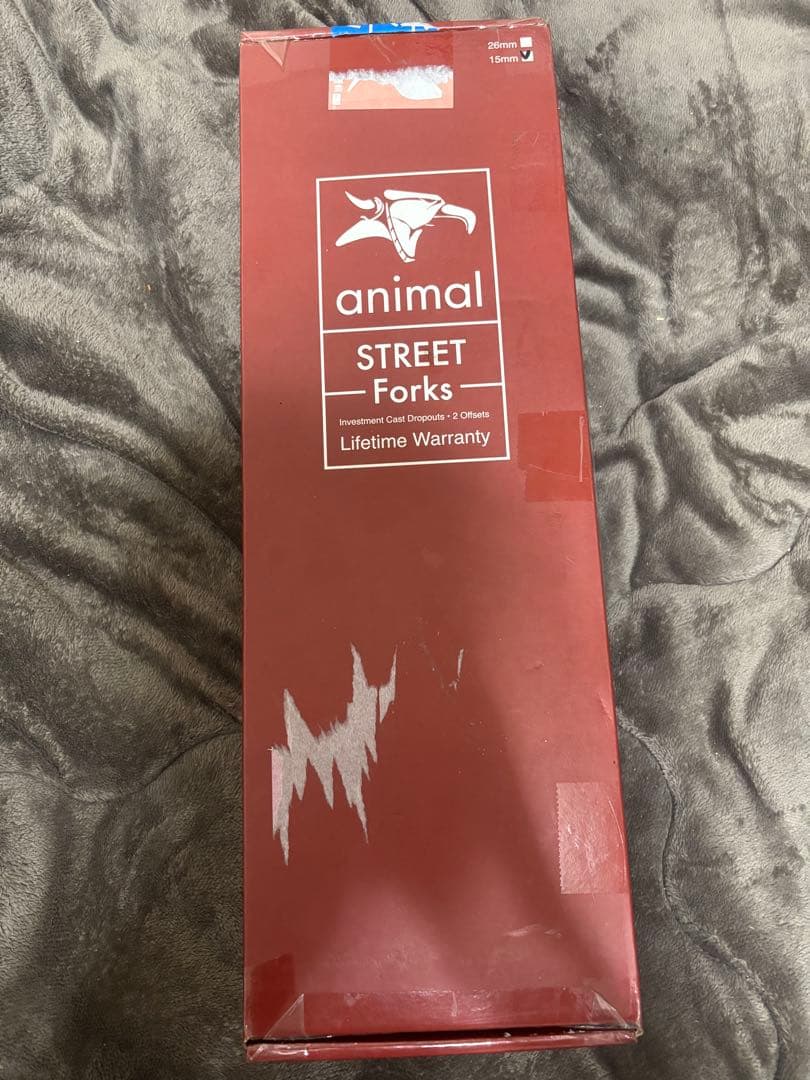 26mm
15mm
animal
STREET
Forks
Investment Cast Dropouts • 2 Offsets
Lifetime Warranty